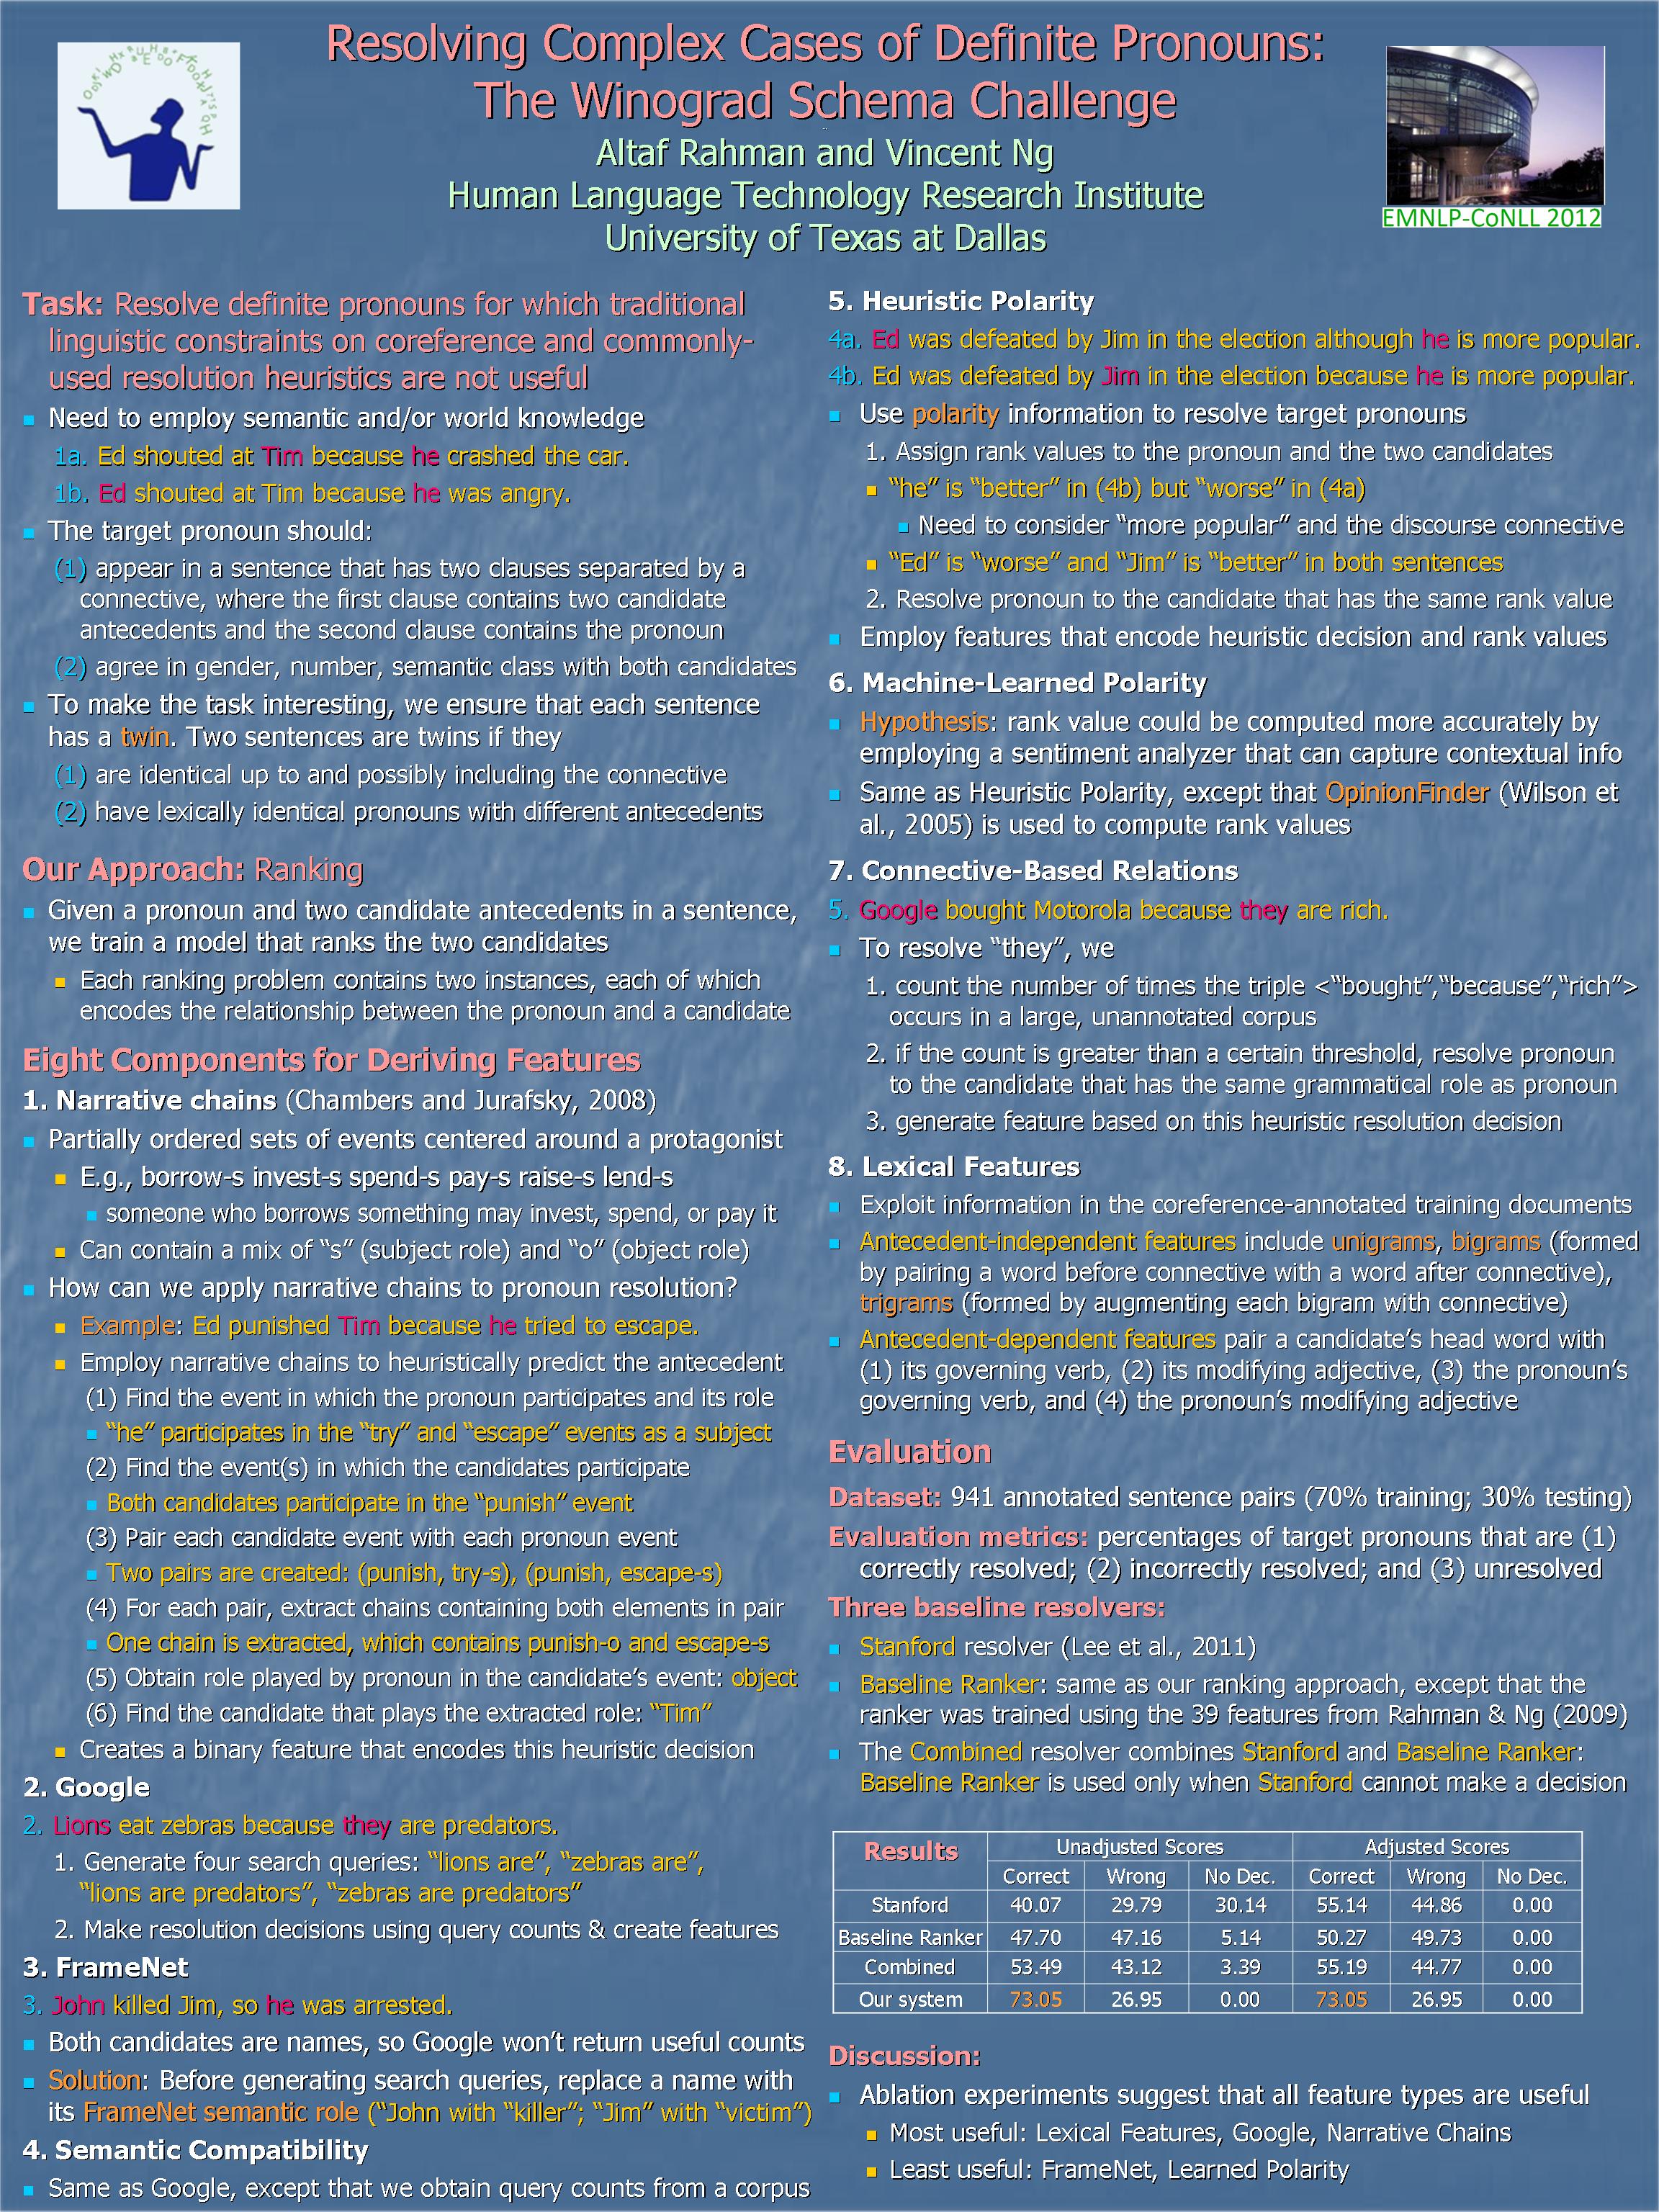 Resolving Complex Cases of Definite Pronouns:
The Winograd Schema Challenge
Altaf Rahman and Vincent Ng
Human Language Technology Research Institute
University of Texas at Dallas
EMNLP-CoNLL 2012
Task: Resolve definite pronouns for which traditional
linguistic constraints on coreference and commonly-
used resolution heuristics are not useful
Need to employ semantic and/or world knowledge
1a. Ed shouted at Tim because he crashed the car.
1b. Ed shouted at Tim because he was angry.
The target pronoun should:
(1) appear in a sentence that has two clauses separated by a
connective, where the first clause contains two candidate
antecedents and the second clause contains the pronoun
(2) agree in gender, number, semantic class with both candidates
To make the task interesting, we ensure that each sentence
has a twin. Two sentences are twins if they
(1) are identical up to and possibly including the connective
(2) have lexically identical pronouns with different antecedents
Our Approach: Ranking
Given a pronoun and two candidate antecedents in a sentence,
we train a model that ranks the two candidates
Each ranking problem contains two instances, each of which
encodes the relationship between the pronoun and a candidate
Eight Components for Deriving Features
1. Narrative chains (Chambers and Jurafsky, 2008)
Partially ordered sets of events centered around a protagonist
E.g., borrow-s invest-s spend-s pay-s raise-s lend-s
someone who borrows something may invest, spend, or pay it
Can contain a mix of “s” (subject role) and “o” (object role)
How can we apply narrative chains to pronoun resolution?
Example: Ed punished Tim because he tried to escape.
Employ narrative chains to heuristically predict the antecedent
(1) Find the event in which the pronoun participates and its role
“he” participates in the “try” and “escape” events as a subject
(2) Find the event(s) in which the candidates participate
Both candidates participate in the “punish” event
(3) Pair each candidate event with each pronoun event
Two pairs are created: (punish, try-s), (punish, escape-s)
(4) For each pair, extract chains containing both elements in pair
One chain is extracted, which contains punish-o and escape-s
(5) Obtain role played by pronoun in the candidate’s event: object
(6) Find the candidate that plays the extracted role: “Tim”
Creates a binary feature that encodes this heuristic decision
2. Google
2. Lions eat zebras because they are predators.
1. Generate four search queries: “lions are”, “zebras are”,
“lions are predators”, “zebras are predators”
2. Make resolution decisions using query counts & create features
3. FrameNet
3. John killed Jim, so he was arrested.
Both candidates are names, so Google won’t return useful counts
Solution: Before generating search queries, replace a name with
its FrameNet semantic role (“John with “killer”; “Jim” with “victim”)
4. Semantic Compatibility
Same as Google, except that we obtain query counts from a corpus
5. Heuristic Polarity
4a. Ed was defeated by Jim in the election although he is more popular.
4b. Ed was defeated by Jim in the election because he is more popular.
Use polarity information to resolve target pronouns
1. Assign rank values to the pronoun and the two candidates
“he” is “better” in (4b) but “worse” in (4a)
Need to consider “more popular” and the discourse connective
“Ed” is “worse” and “Jim” is “better” in both sentences
2. Resolve pronoun to the candidate that has the same rank value
Employ features that encode heuristic decision and rank values
6. Machine-Learned Polarity
Hypothesis: rank value could be computed more accurately by
employing a sentiment analyzer that can capture contextual info
Same as Heuristic Polarity, except that OpinionFinder (Wilson et
al., 2005) is used to compute rank values
7. Connective-Based Relations
5. Google bought Motorola because they are rich.
To resolve “they”, we
1. count the number of times the triple <“bought”,“because”,“rich”>
occurs in a large, unannotated corpus
2. if the count is greater than a certain threshold, resolve pronoun
to the candidate that has the same grammatical role as pronoun
3. generate feature based on this heuristic resolution decision
8. Lexical Features
Exploit information in the coreference-annotated training documents
Antecedent-independent features include unigrams, bigrams (formed
by pairing a word before connective with a word after connective),
trigrams (formed by augmenting each bigram with connective)
Antecedent-dependent features pair a candidate’s head word with
(1) its governing verb, (2) its modifying adjective, (3) the pronoun’s
governing verb, and (4) the pronoun’s modifying adjective
Evaluation
Dataset: 941 annotated sentence pairs (70% training; 30% testing)
Evaluation metrics: percentages of target pronouns that are (1)
correctly resolved; (2) incorrectly resolved; and (3) unresolved
Three baseline resolvers:
Stanford resolver (Lee et al., 2011)
Baseline Ranker: same as our ranking approach, except that the
ranker was trained using the 39 features from Rahman & Ng (2009)
The Combined resolver combines Stanford and Baseline Ranker:
Baseline Ranker is used only when Stanford cannot make a decision
Results Unadjusted Scores Adjusted Scores
Correct Wrong No Dec. Correct Wrong No Dec.
Stanford 40.07 29.79 30.14 55.14 44.86 0.00
Baseline Ranker 47.70 47.16 5.14 50.27 49.73 0.00
Combined 53.49 43.12 3.39 55.19 44.77 0.00
Our system 73.05 26.95 0.00 73.05 26.95 0.00
Discussion:
Ablation experiments suggest that all feature types are useful
Most useful: Lexical Features, Google, Narrative Chains
Least useful: FrameNet, Learned Polarity